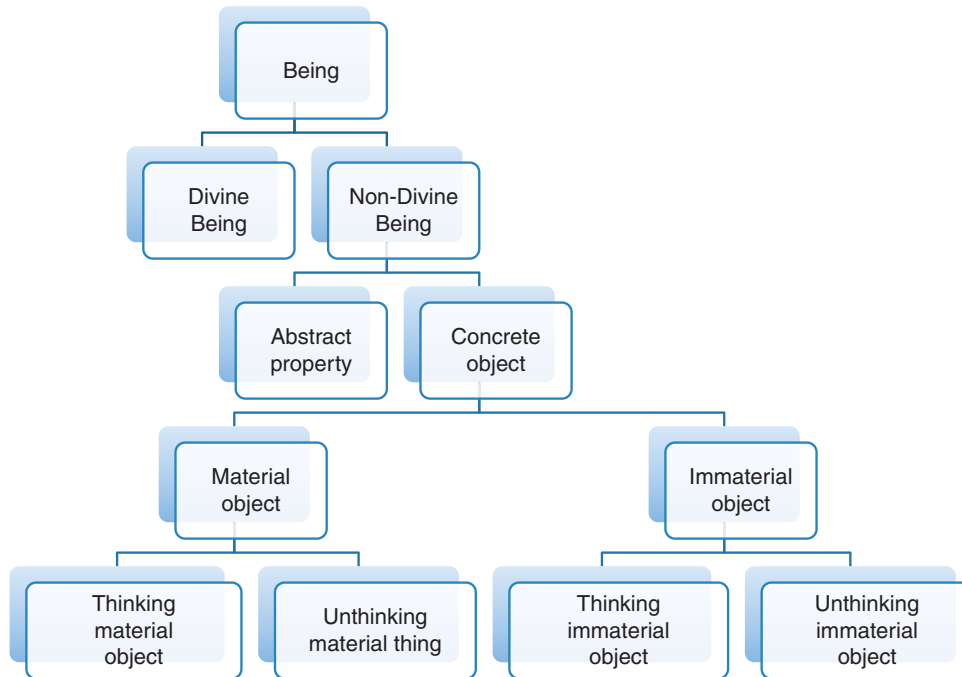 Being
Divine
Being
Non-Divine
Being
Abstract
property
Concrete
object
Material
object
Immaterial
object
Thinking
material
object
Unthinking
material thing
Thinking
immaterial
object
Unthinking
immaterial
object